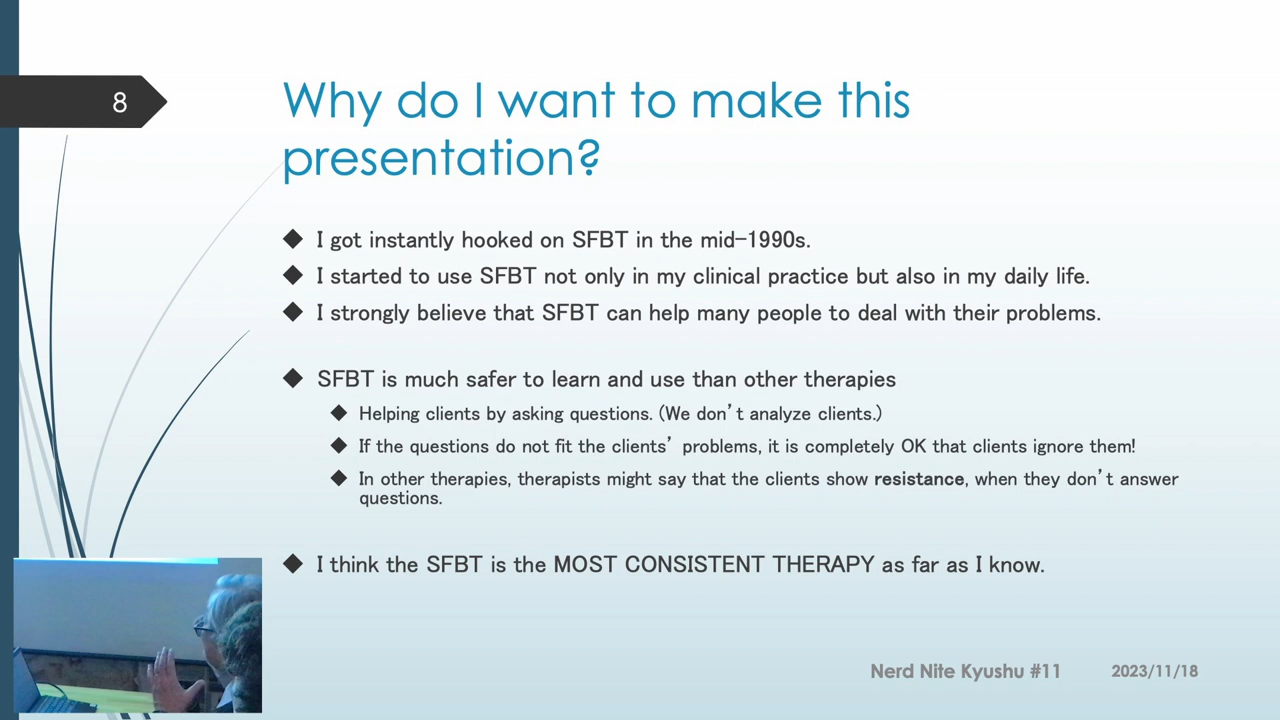 8
Why do I want to make this
presentation?
◆ I got instantly hooked on SFBT in the mid-1990s.
◆ I started to use SFBT not only in my clinical practice but also in my daily life.
◆ I strongly believe that SFBT can help many people to deal with their problems.
◆ SFBT is much safer to learn and use than other therapies
◆ Helping clients by asking questions. (We don’t analyze clients.)
◆ If the questions do not fit the clients’ problems, it is completely OK that clients ignore them!
◆ In other therapies, therapists might say that the clients show resistance, when they don’t answer
questions.
◆ I think the SFBT is the MOST CONSISTENT THERAPY as far as I know.
Nerd Nite Kyushu #11 2023/11/18